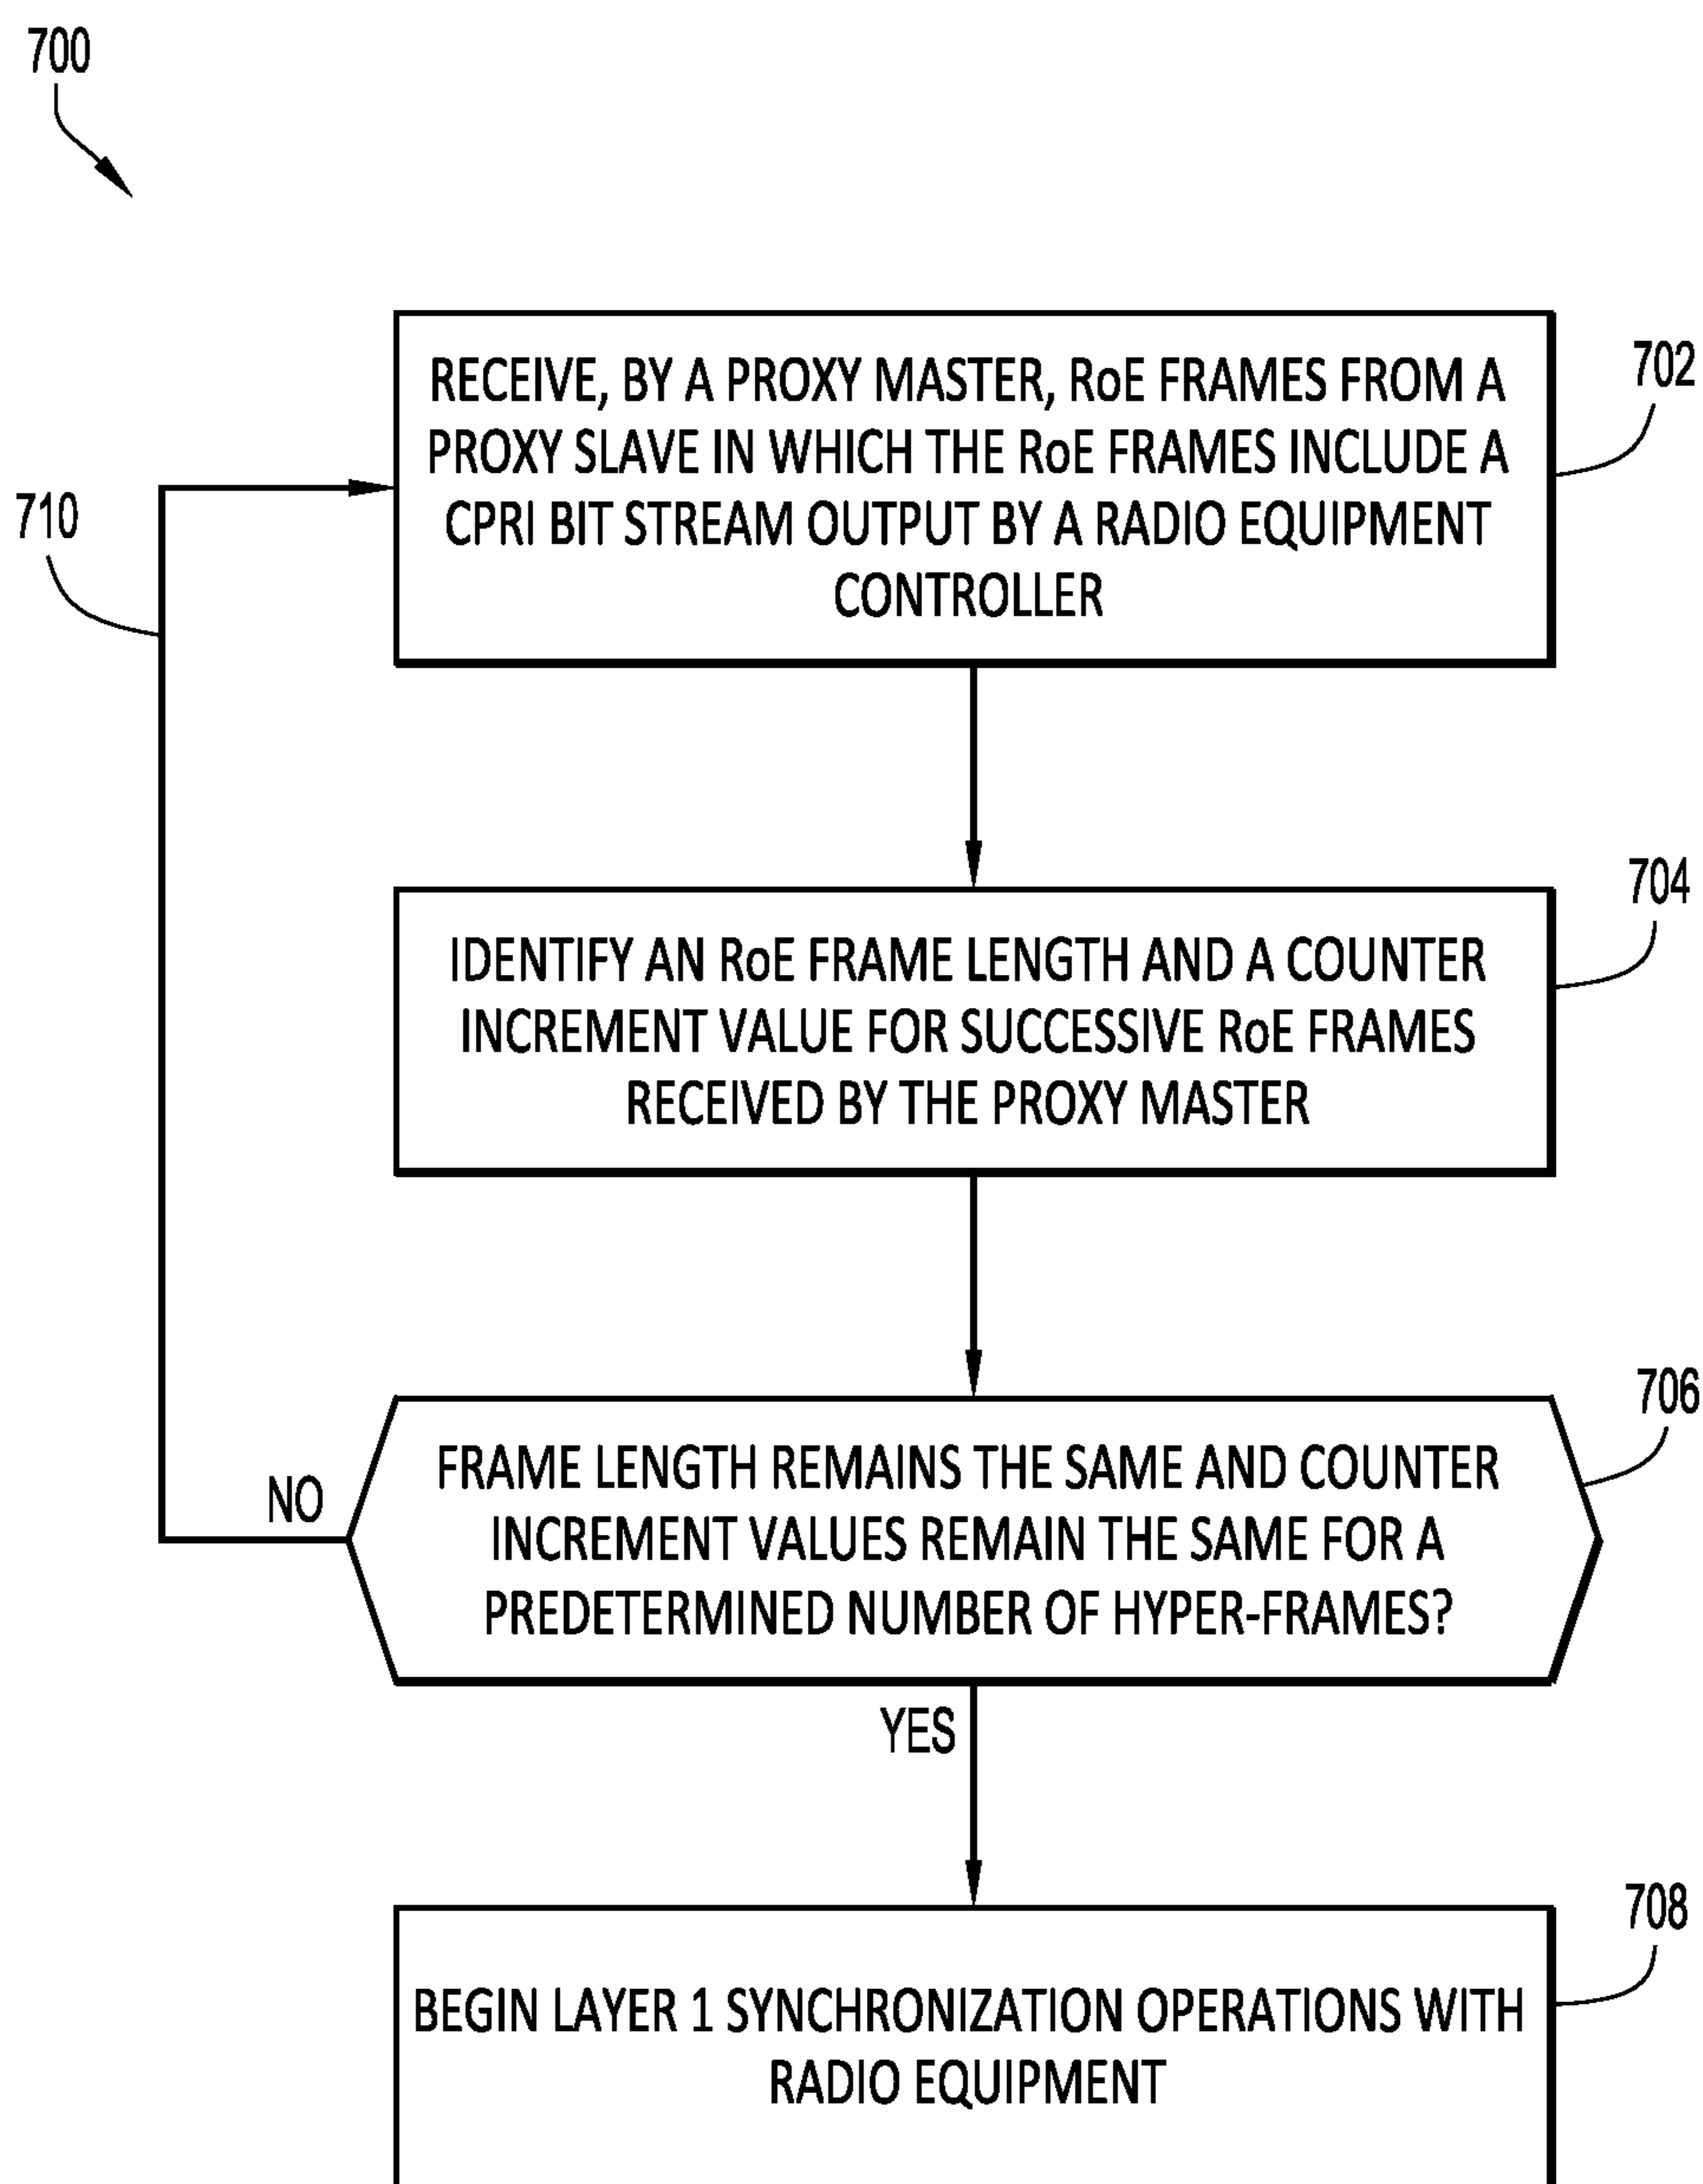 700
RECEIVE, BY A PROXY MASTER, RoE FRAMES FROM A
PROXY SLAVE IN WHICH THE RoE FRAMES INCLUDE A
CPRI BIT STREAM OUTPUT BY A RADIO EQUIPMENT
CONTROLLER
702
710
IDENTIFY AN RoE FRAME LENGTH AND A COUNTER
INCREMENT VALUE FOR SUCCESSIVE RoE FRAMES
RECEIVED BY THE PROXY MASTER
704
FRAME LENGTH REMAINS THE SAME AND COUNTER
INCREMENT VALUES REMAIN THE SAME FOR A
PREDETERMINED NUMBER OF HYPER-FRAMES?
706
NO
YES
BEGIN LAYER 1 SYNCHRONIZATION OPERATIONS WITH
RADIO EQUIPMENT
708